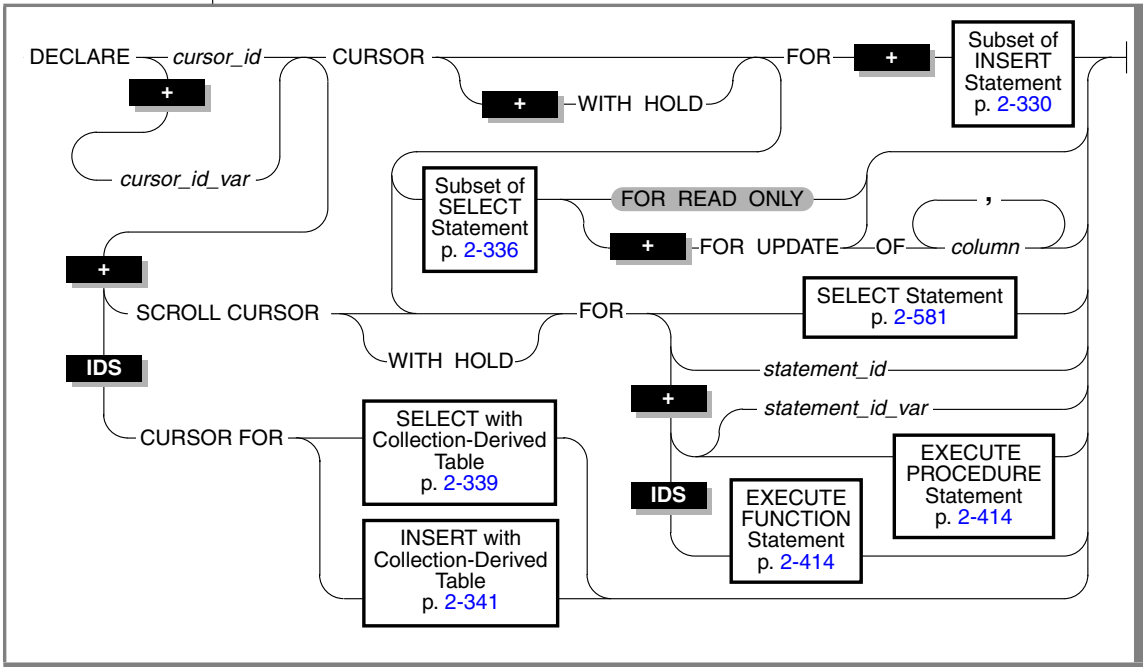 DECLARE cursor_id CURSOR FOR +
Subset of
INSERT
Statement
p. 2-330
+
+ WITH HOLD
cursor_id_var
Subset of
SELECT
Statement
p. 2-336
FOR READ ONLY
+ FOR UPDATE OF column
,
+
SCROLL CURSOR FOR
WITH HOLD
SELECT Statement
p. 2-581
statement_id
+
statement_id_var
IDS
CURSOR FOR
SELECT with
Collection-Derived
Table
p. 2-339
EXECUTE
PROCEDURE
Statement
p. 2-414
IDS
EXECUTE
FUNCTION
Statement
p. 2-414
INSERT with
Collection-Derived
Table
p. 2-341